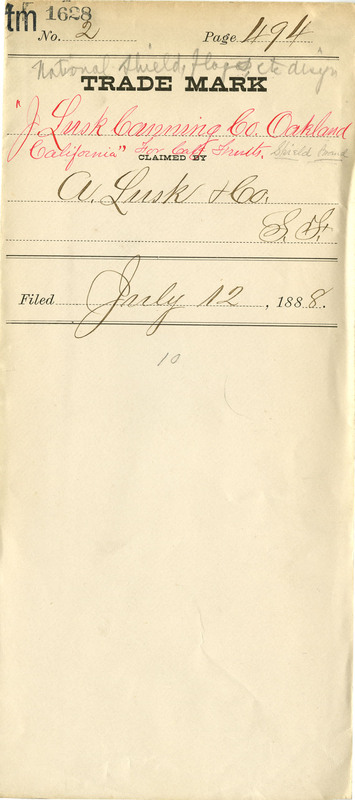 tm 1628
No. 2 Page 494
National Shield, flags, etc design
TRADE MARK
"J Lusk Canning Co. Oakland
California" For Calf Fruits. Shield Brand
CLAIMED BY
A. Lusk & Co.
S. F.
Filed July 12, 1888.
10